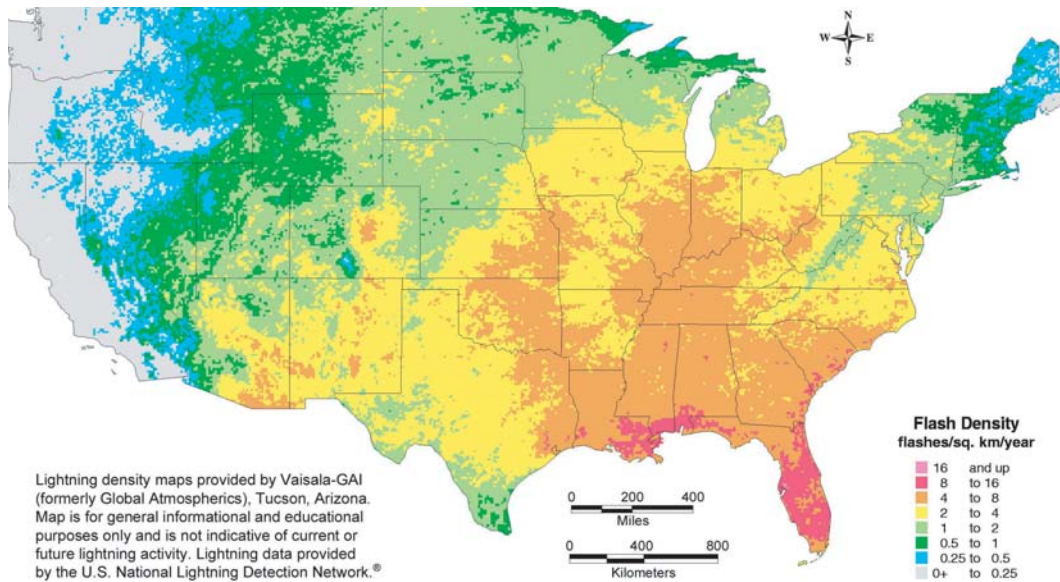 N
W E
S
Flash Density
flashes/sq. km/year
16 and up
8 to 16
4 to 8
2 to 4
1 to 2
0.5 to 1
0.25 to 0.5
0+ to 0.25
Lightning density maps provided by Vaisala-GAI
(formerly Global Atmospherics), Tucson, Arizona.
Map is for general informational and educational
purposes only and is not indicative of current or
future lightning activity. Lightning data provided
by the U.S. National Lightning Detection Network.®
0 200 400
Miles
0 400 800
Kilometers